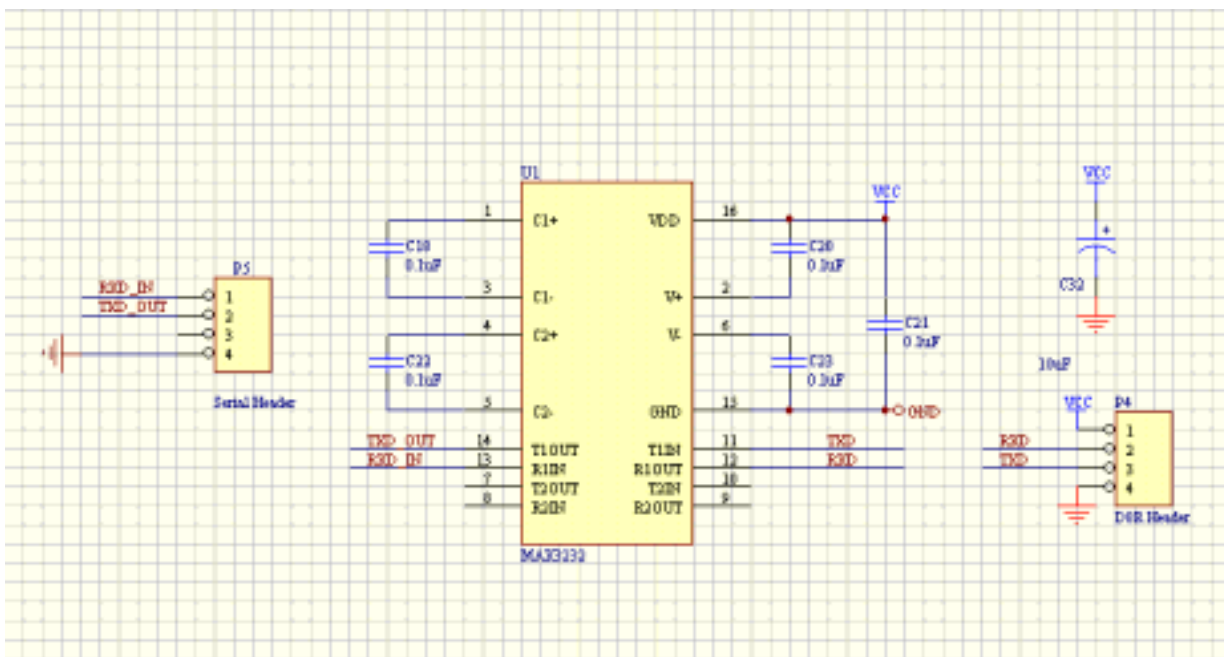 P5
RXD_IN
TXD_OUT
1
2
3
4
Serial Header
C18
0.1uF
C22
0.1uF
TXD_OUT
RXD_IN
U1
1 C1+
3 C1-
4 C2+
5 C2-
14 T1OUT
13 R1IN
7 T2OUT
8 R2IN
VDD 16
V+ 2
V- 6
GND 15
T1IN 11
R1OUT 12
T2IN 10
R2OUT 9
MAX3232
VCC
C20
0.1uF
C21
0.1uF
C23
0.1uF
GND
TXD
RXD
VCC
+
C32
10uF
VCC
P4
RXD
TXD
1
2
3
4